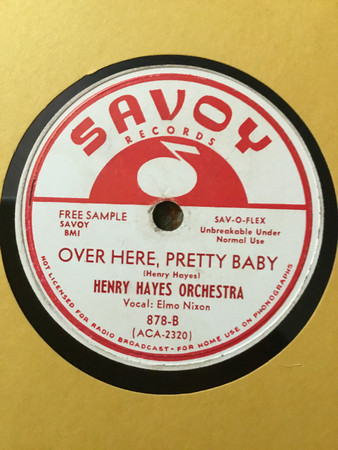 SAVOY
RECORDS
FREE SAMPLE
SAVOY
BMI
SAV-O-FLEX
Unbreakable Under
Normal Use
OVER HERE, PRETTY BABY
(Henry Hayes)
HENRY HAYES ORCHESTRA
Vocal: Elmo Nixon
878-B
(ACA-2320)
NOT LICENSED FOR RADIO BROADCAST - FOR HOME USE ON PHONOGRAPHS